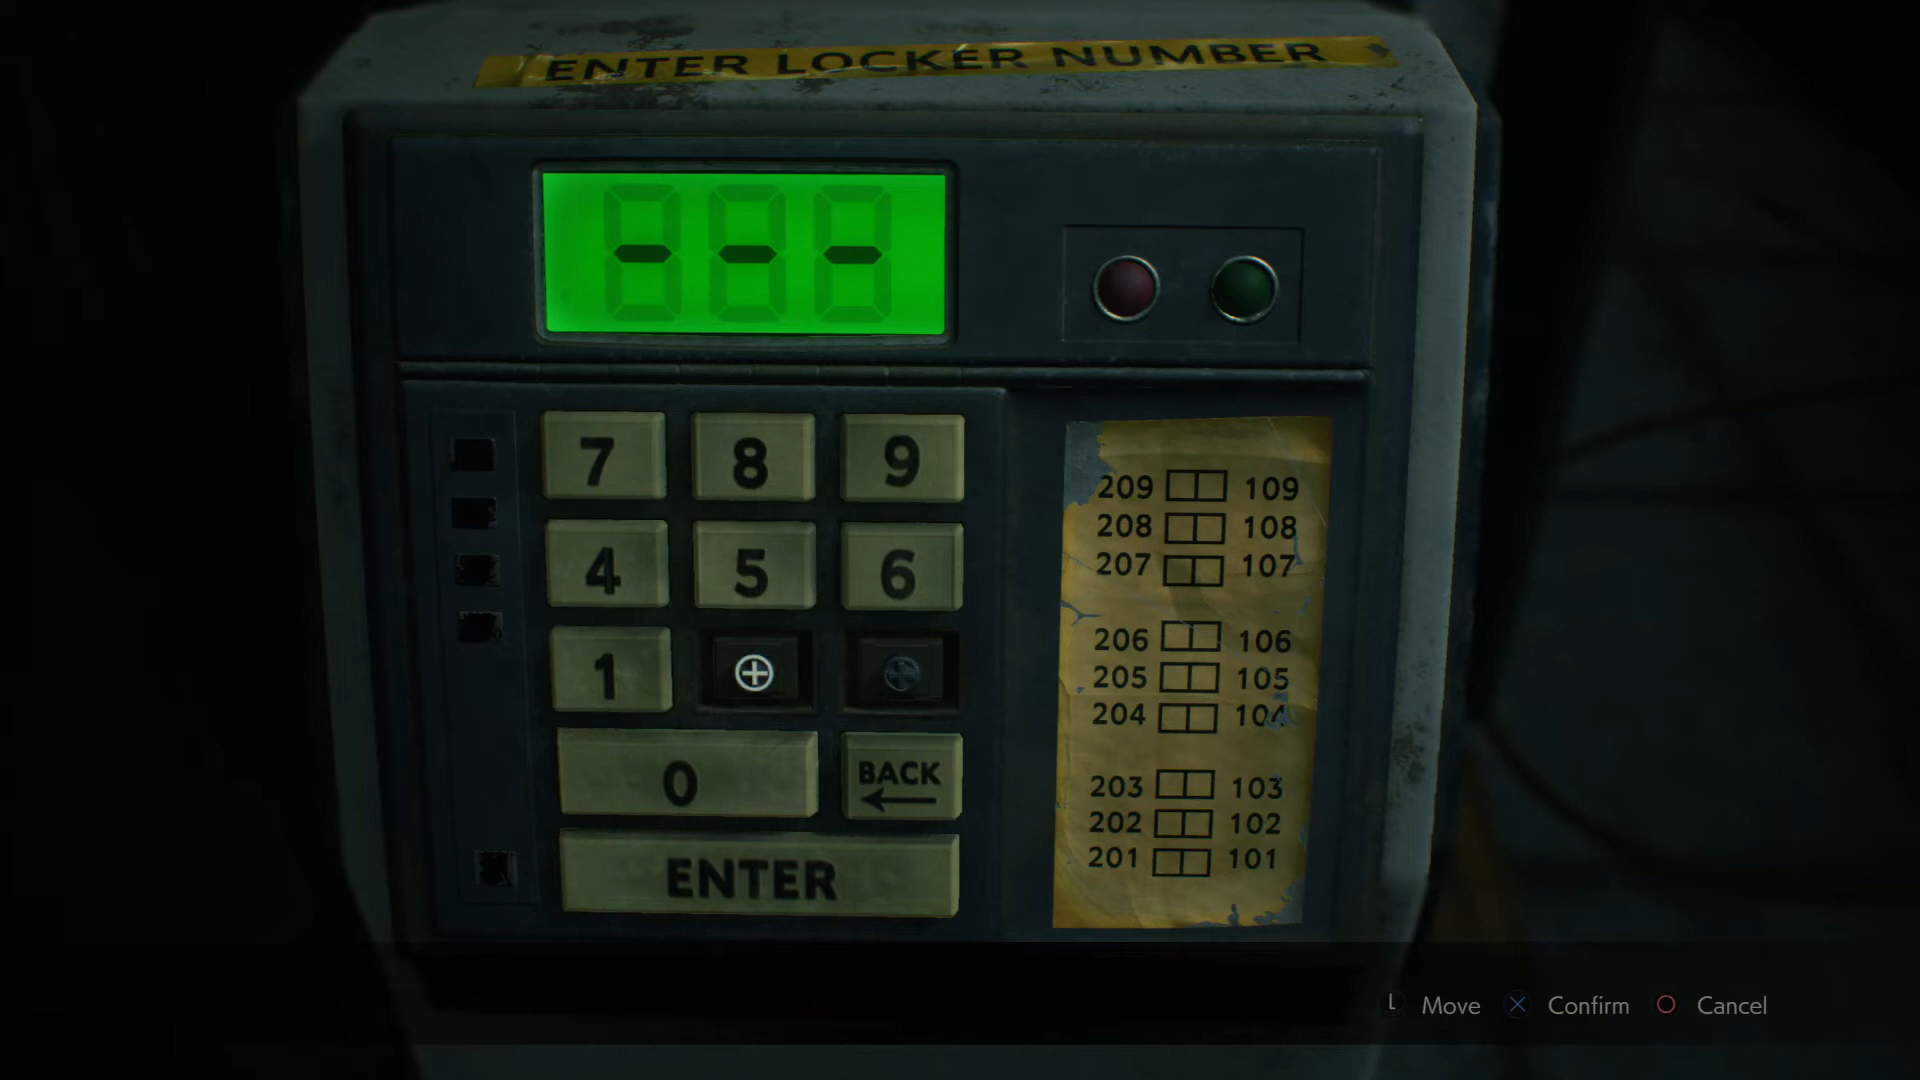 ENTER LOCKER NUMBER
- - -
7 8 9
4 5 6
1
0 BACK
ENTER
209 109
208 108
207 107
206 106
205 105
204 104
203 103
202 102
201 101
L Move Confirm Cancel